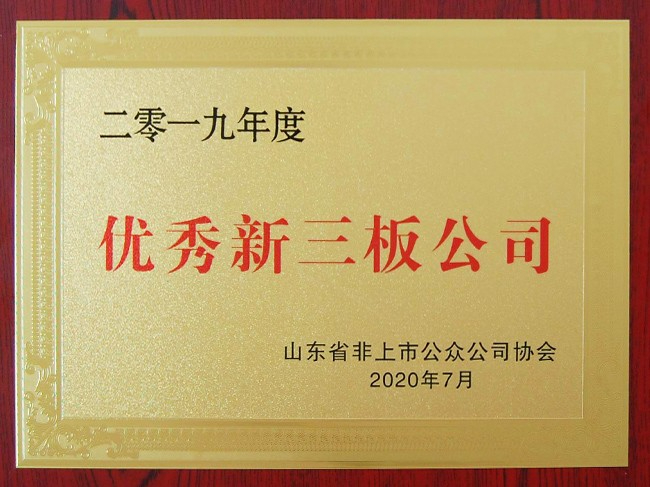 二零一九年度
优秀新三板公司
山东省非上市公众公司协会
2020年7月